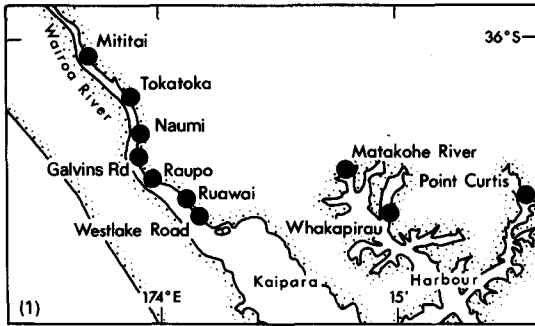 36°S
Mititai
Wairoa River
Tokatoka
Naumi
Galvins Rd
Raupo
Matakohe River
Point Curtis
Ruawai
Westlake Road
Whakapirau
Kaipara
Harbour
174°E
15'
(1)